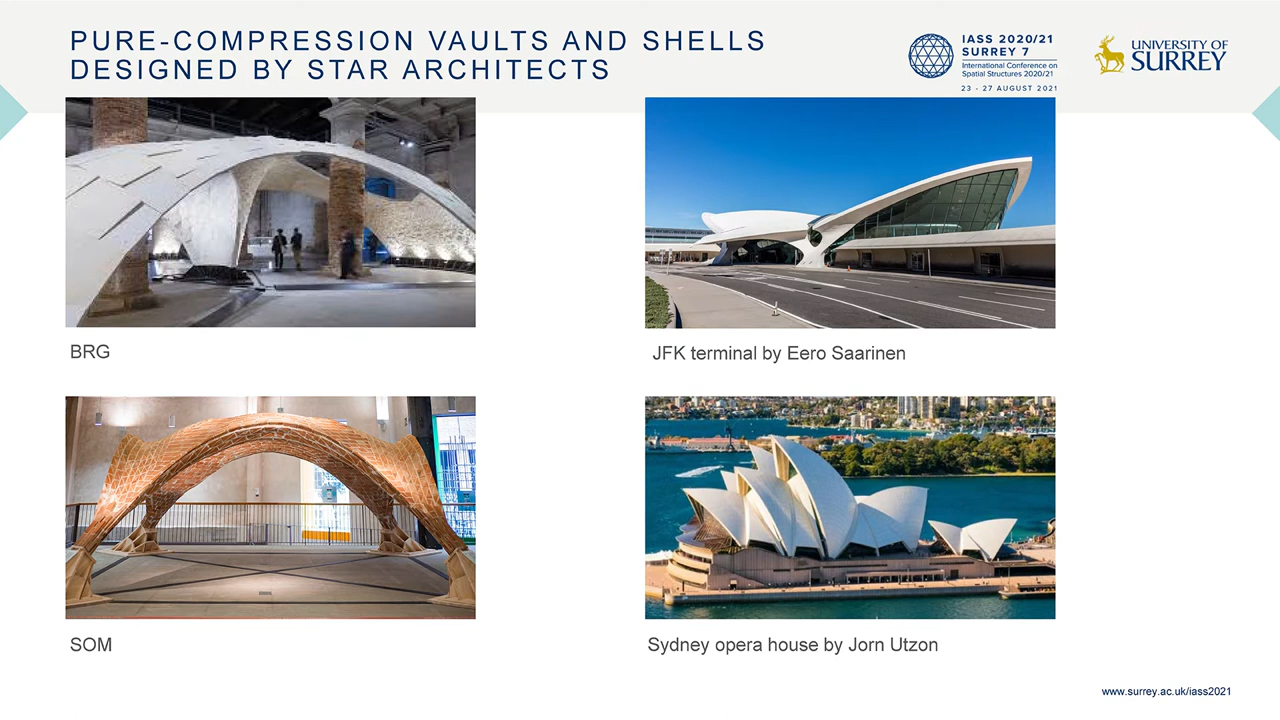 PURE-COMPRESSION VAULTS AND SHELLS
DESIGNED BY STAR ARCHITECTS
IASS 2020/21
SURREY 7
International Conference on
Spatial Structures 2020/21
23 - 27 AUGUST 2021
UNIVERSITY OF
SURREY
BRG
JFK terminal by Eero Saarinen
SOM
Sydney opera house by Jorn Utzon
www.surrey.ac.uk/iass2021